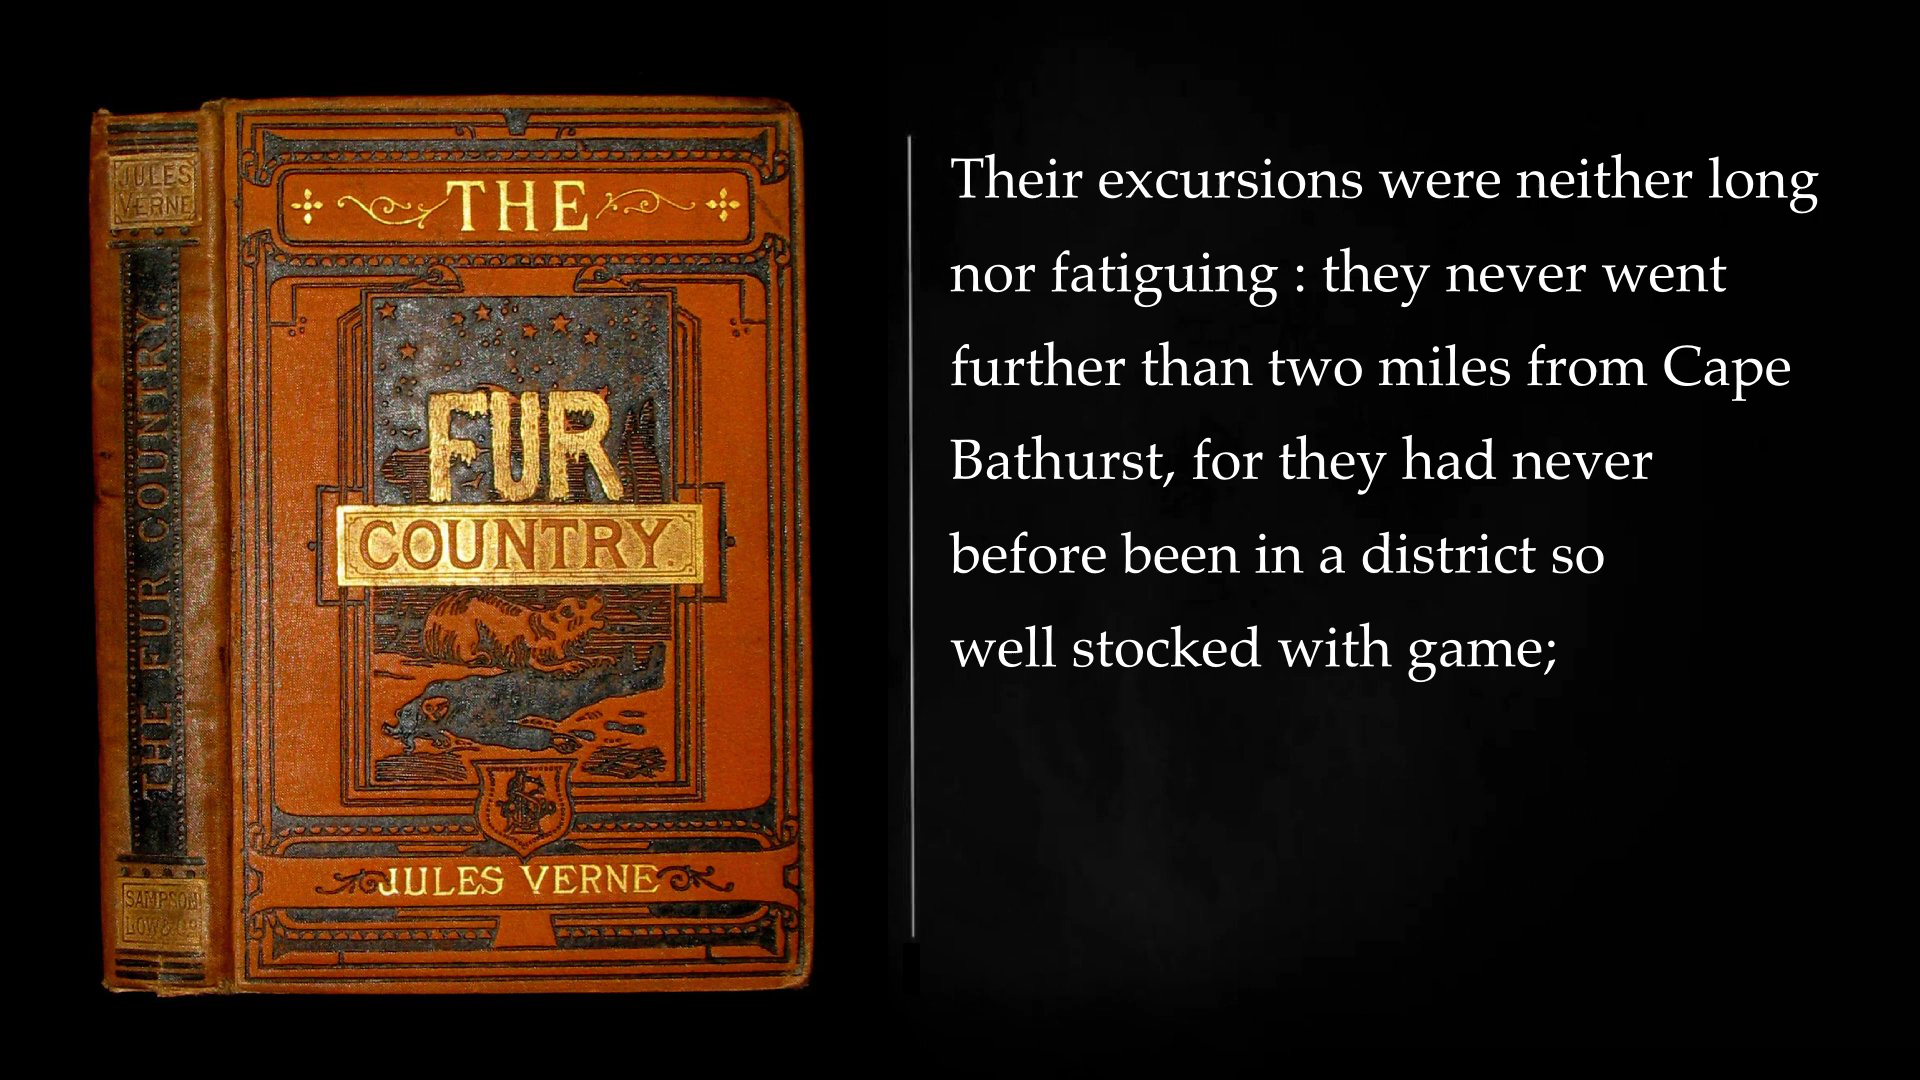 JULES
VERNE
THE FUR COUNTRY.
SAMPSON
LOW & Co
THE
FUR
COUNTRY.
JULES VERNE
Their excursions were neither long
nor fatiguing : they never went
further than two miles from Cape
Bathurst, for they had never
before been in a district so
well stocked with game;